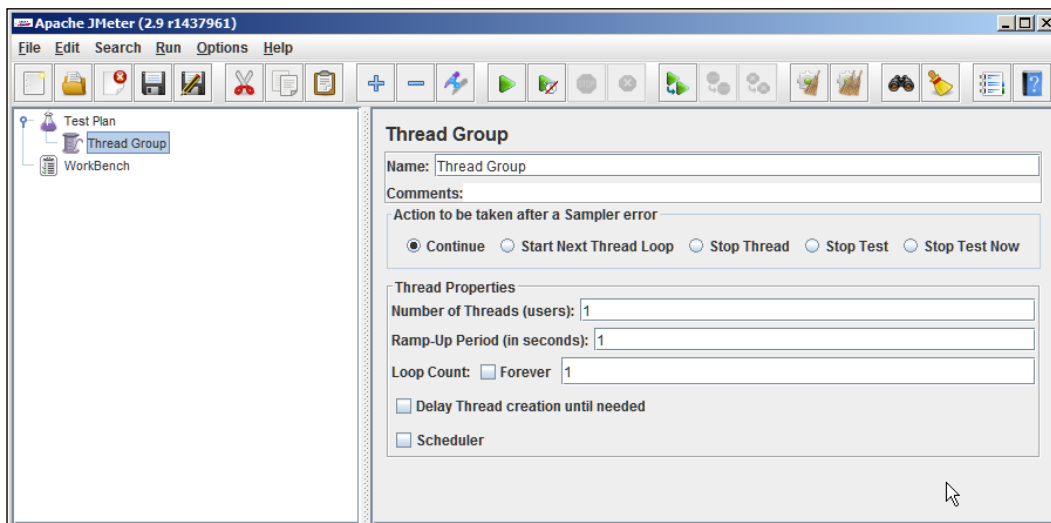 Apache JMeter (2.9 r1437961)
File Edit Search Run Options Help
Test Plan
Thread Group
WorkBench
Thread Group
Name: Thread Group
Comments:
Action to be taken after a Sampler error
Continue Start Next Thread Loop Stop Thread Stop Test Stop Test Now
Thread Properties
Number of Threads (users): 1
Ramp-Up Period (in seconds): 1
Loop Count: Forever 1
Delay Thread creation until needed
Scheduler